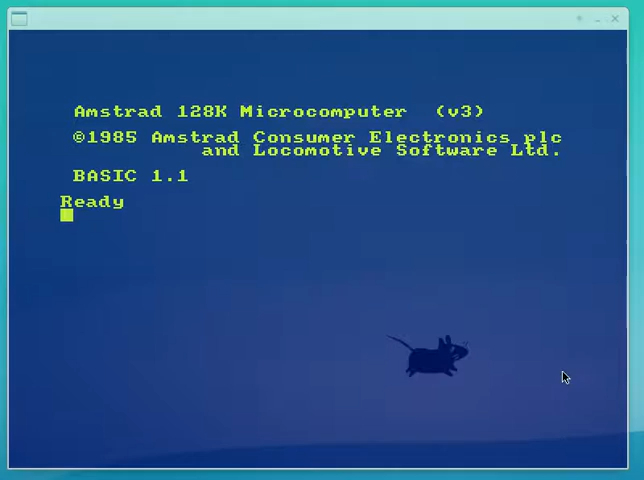 Amstrad 128K Microcomputer (v3)
©1985 Amstrad Consumer Electronics plc
and Locomotive Software Ltd.
BASIC 1.1
Ready